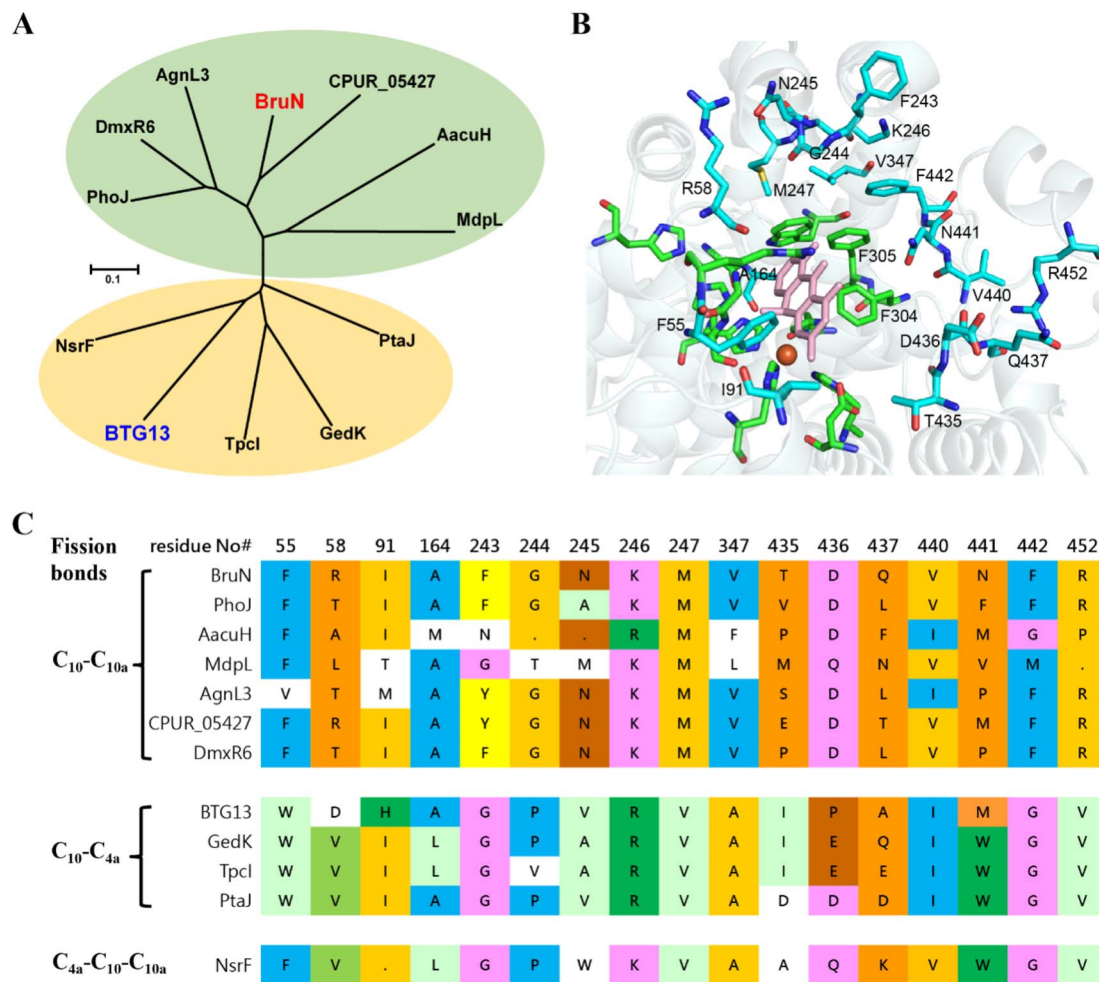 A
AgnL3
BruN
CPUR_05427
DmxR6
AacuH
PhoJ
MdpL
0.1
NsrF
PtaJ
BTG13
TpcI
GedK
B
N245
F243
K246
G244
V347
R58
M247
F442
N441
A164
F305
R452
V440
F304
F55
D436
Q437
I91
T435
C
Fission bonds
residue No# 55 58 91 164 243 244 245 246 247 347 435 436 437 440 441 442 452
C10-C10a
BruN F R I A F G N K M V T D Q V N F R
PhoJ F T I A F G A K M V V D L V F F R
AacuH F A I M N . . R M F P D F I M G P
MdpL F L T A G T M K M L M Q N V V M .
AgnL3 V T M A Y G N K M V S D L I P F R
CPUR_05427 F R I A Y G N K M V E D T V M F R
DmxR6 F T I A F G N K M V P D L V P F R
C10-C4a
BTG13 W D H A G P V R V A I P A I M G V
GedK W V I L G P A R V A I E Q I W G V
TpcI W V I L G V A R V A I E E I W G V
PtaJ W V I A G P V R V A D D D I W G V
C4a-C10-C10a
NsrF F V . L G P W K V A A Q K V W G V